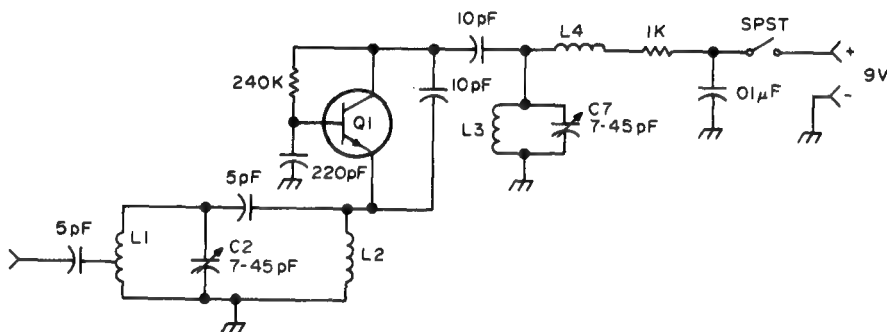 10pF
L4
1K
SPST
+
-
9V
240K
10pF
Q1
01µF
L3
C7
7-45pF
220pF
5pF
5pF
L1
C2
7-45pF
L2